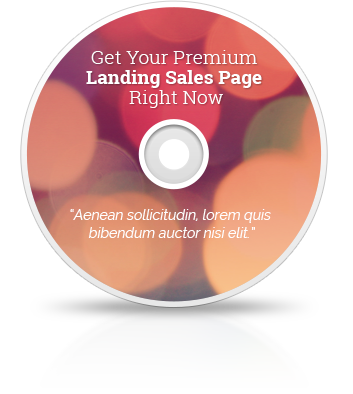 Get Your Premium
Landing Sales Page
Right Now
"Aenean sollicitudin, lorem quis
bibendum auctor nisi elit."